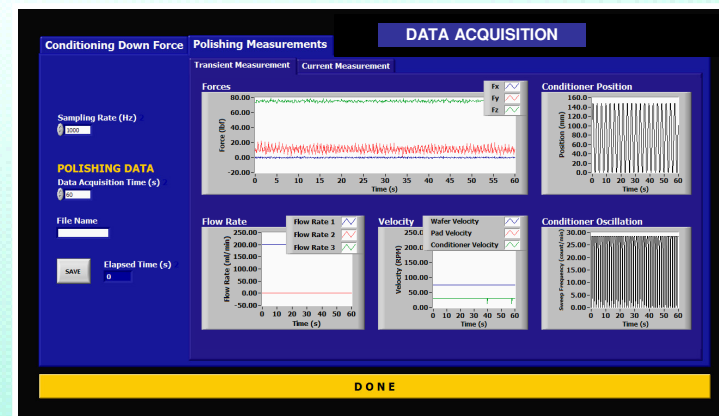 DATA ACQUISITION
Conditioning Down Force
Polishing Measurements
Transient Measurement
Current Measurement
Sampling Rate (Hz)
1000
POLISHING DATA
Data Acquisition Time (s)
60
File Name
SAVE
Elapsed Time (s)
0
Forces
Fx
Fy
Fz
Force (lbf)
80.00
60.00
40.00
20.00
0.00
-20.00
0 5 10 15 20 25 30 35 40 45 50 55 60
Time (s)
Conditioner Position
Position (mm)
160.0
140.0
120.0
100.0
80.0
60.0
40.0
20.0
0.0
0 10 20 30 40 50 60
Time (s)
Flow Rate
Flow Rate 1
Flow Rate 2
Flow Rate 3
Flow Rate (ml/min)
250.00
200.00
150.00
100.00
50.00
0.00
-50.00
0 10 20 30 40 50 60
Time (s)
Velocity
Wafer Velocity
Pad Velocity
Conditioner Velocity
Velocity (RPM)
250.0
200.0
150.00
100.00
50.00
0.00
0 10 20 30 40 50 60
Time (s)
Conditioner Oscillation
Sweep Frequency (count/min)
30.00
25.00
20.00
15.00
10.00
5.00
0.00
0 10 20 30 40 50 60
Time (s)
DONE